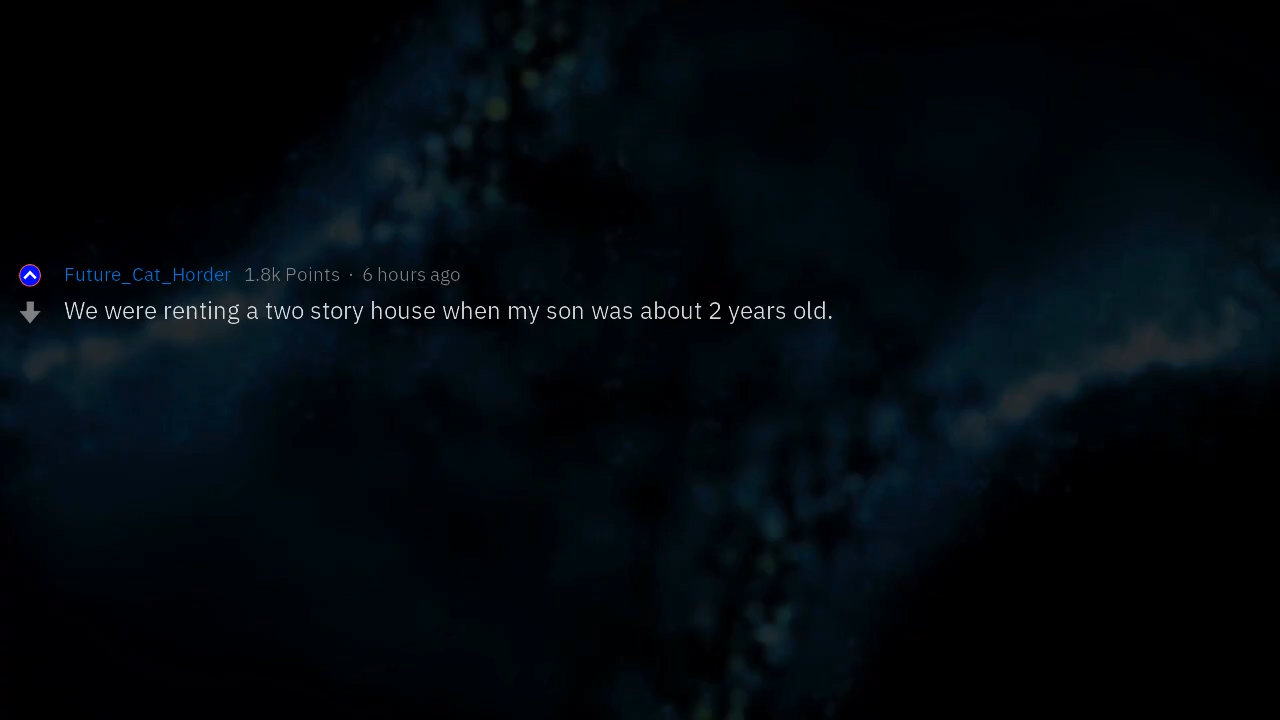 Future_Cat_Horder 1.8k Points · 6 hours ago
We were renting a two story house when my son was about 2 years old.